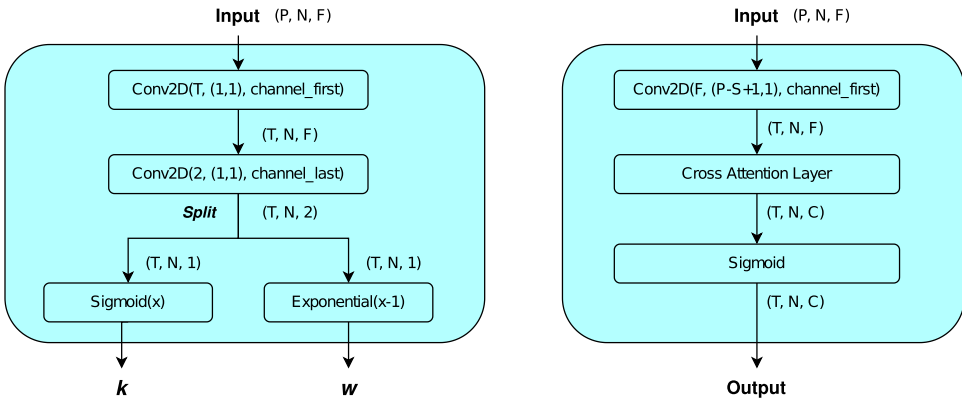 Input (P, N, F)
Conv2D(T, (1,1), channel_first)
(T, N, F)
Conv2D(2, (1,1), channel_last)
Split
(T, N, 2)
(T, N, 1)
(T, N, 1)
Sigmoid(x)
Exponential(x-1)
k
w
Input (P, N, F)
Conv2D(F, (P-S+1,1), channel_first)
(T, N, F)
Cross Attention Layer
(T, N, C)
Sigmoid
(T, N, C)
Output